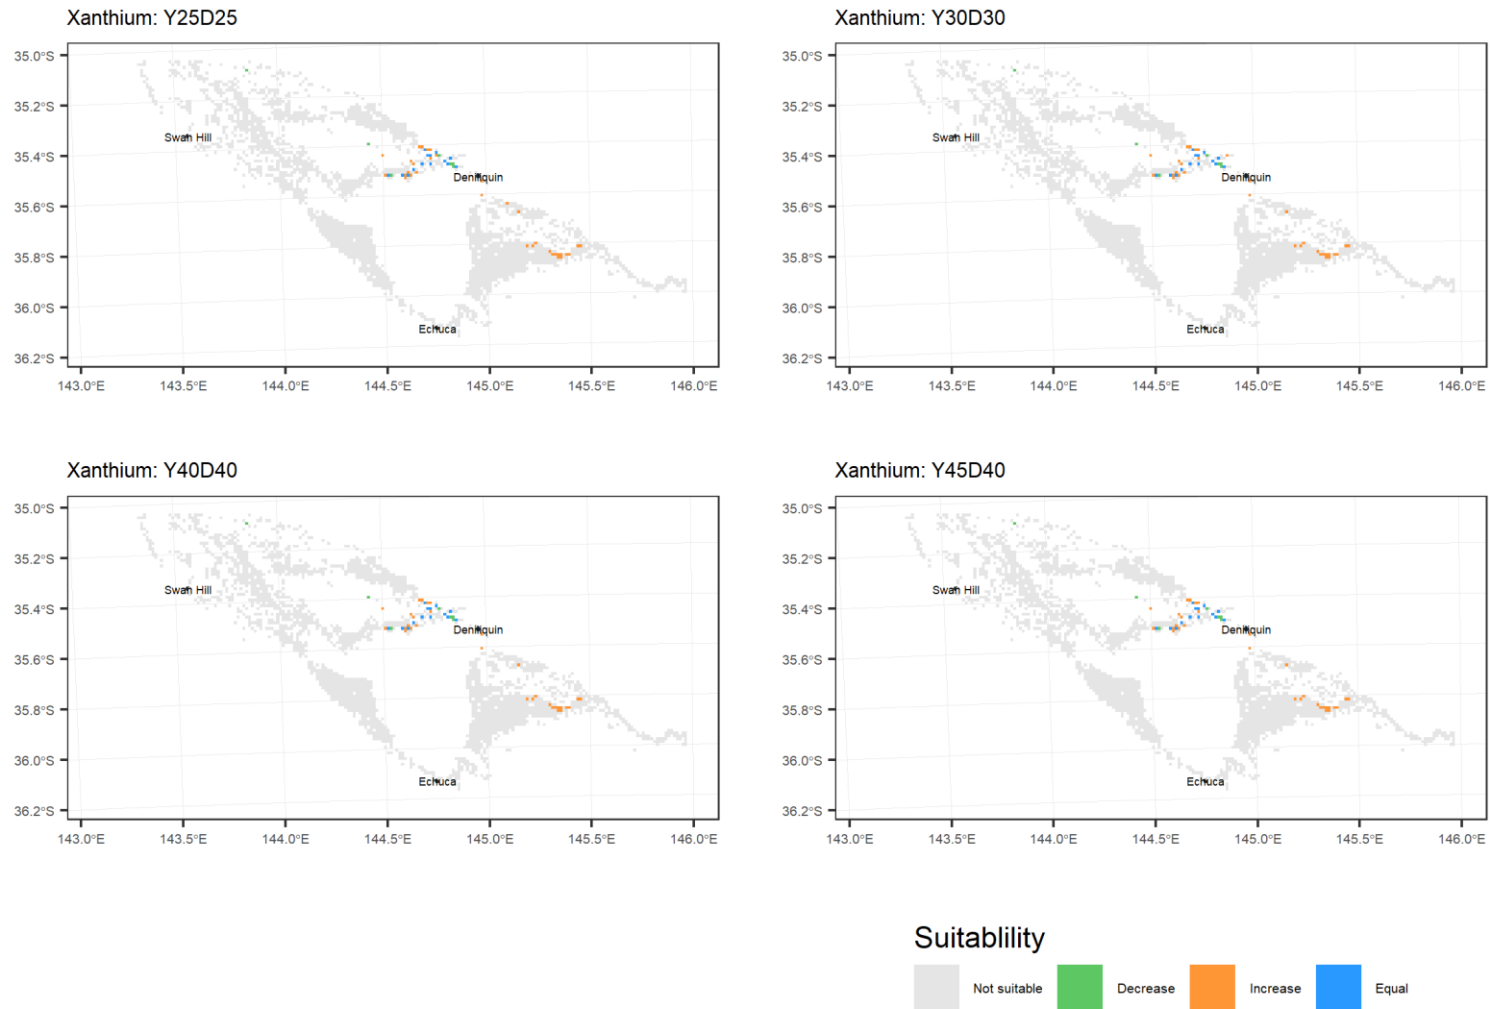 Xanthium: Y25D25
35.0°S
35.2°S
35.4°S
35.6°S
35.8°S
36.0°S
36.2°S
Swan Hill
Deniliquin
Echuca
143.0°E 143.5°E 144.0°E 144.5°E 145.0°E 145.5°E 146.0°E
Xanthium: Y30D30
35.0°S
35.2°S
35.4°S
35.6°S
35.8°S
36.0°S
36.2°S
Swan Hill
Deniliquin
Echuca
143.0°E 143.5°E 144.0°E 144.5°E 145.0°E 145.5°E 146.0°E
Xanthium: Y40D40
35.0°S
35.2°S
35.4°S
35.6°S
35.8°S
36.0°S
36.2°S
Swan Hill
Deniliquin
Echuca
143.0°E 143.5°E 144.0°E 144.5°E 145.0°E 145.5°E 146.0°E
Xanthium: Y45D40
35.0°S
35.2°S
35.4°S
35.6°S
35.8°S
36.0°S
36.2°S
Swan Hill
Deniliquin
Echuca
143.0°E 143.5°E 144.0°E 144.5°E 145.0°E 145.5°E 146.0°E
Suitablility
Not suitable Decrease Increase Equal